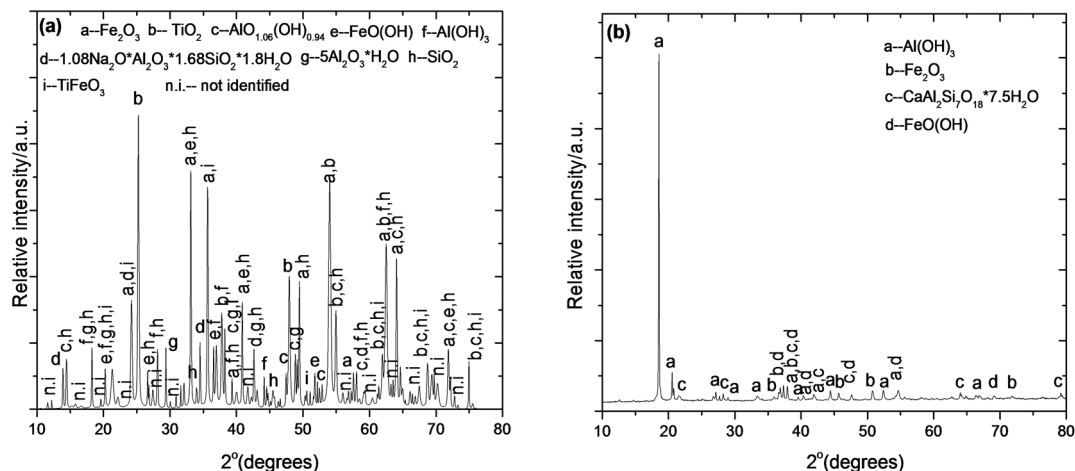 (a)
a--Fe2O3 b-- TiO2 c--AlO1.06(OH)0.94 e--FeO(OH) f--Al(OH)3
d--1.08Na2O*Al2O3*1.68SiO2*1.8H2O g--5Al2O3*H2O h--SiO2
i--TiFeO3 n.i.-- not identified
Relative intensity/a.u.
n.i
d
c,h
n.i
f,g,h
n.i
e,f,g,h,i
a,d,i
b
e,h
f,h
g
n.i
a,e,h
h
d
a,i
e,f
b,f
a,f,h
a,e,h
n.i
d,g,h
f
h
c
b
c,g
a,h
i
e
c
a,b
b,c,h
n.i
a
c,d,f,h
n.i
b,c,h,i
a,b,f,h
n.i
a,c,h
n.i
b,c,h,i
n.i
a,c,e,h
n.i
b,c,h,i
10 20 30 40 50 60 70 80
2°(degrees)
(b)
a--Al(OH)3
b--Fe2O3
c--CaAl2Si7O18*7.5H2O
d--FeO(OH)
Relative intensity/a.u.
a
a
c
a
c
a
a
b
b,d
a,b,c,d
a
a,d
a,c
a
b
c,d
b
a
a,d
c
a
d
a
c
10 20 30 40 50 60 70 80
2°(degrees)